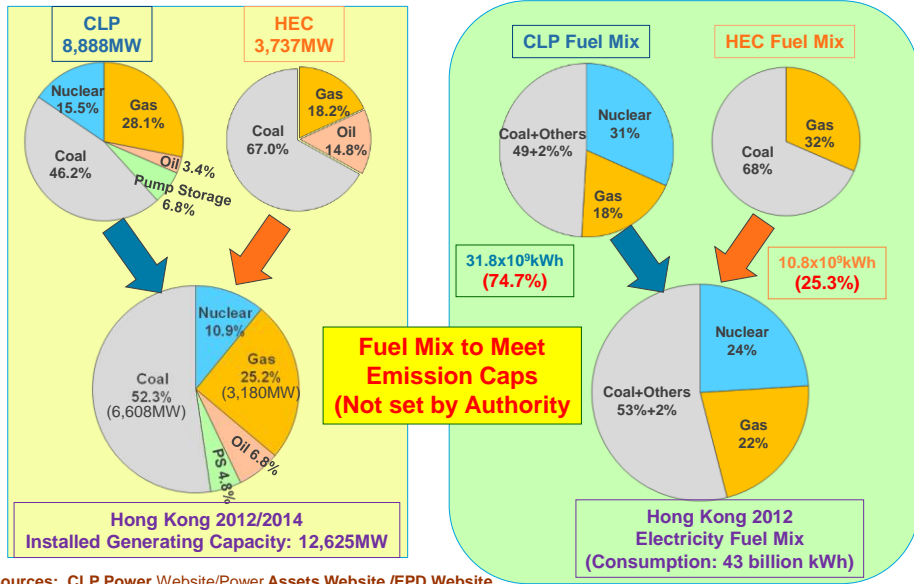 CLP
8,888MW
HEC
3,737MW
Nuclear
15.5%
Gas
28.1%
Oil 3.4%
Pump Storage
6.8%
Coal
46.2%
Gas
18.2%
Oil
14.8%
Coal
67.0%
Nuclear
10.9%
Gas
25.2%
(3,180MW)
Oil 6.8%
PS 4.8%
Coal
52.3%
(6,608MW)
Hong Kong 2012/2014
Installed Generating Capacity: 12,625MW
Fuel Mix to Meet
Emission Caps
(Not set by Authority
CLP Fuel Mix
HEC Fuel Mix
Coal+Others
49+2%%
Nuclear
31%
Gas
18%
Gas
32%
Coal
68%
31.8x10⁹kWh
(74.7%)
10.8x10⁹kWh
(25.3%)
Nuclear
24%
Coal+Others
53%+2%
Gas
22%
Hong Kong 2012
Electricity Fuel Mix
(Consumption: 43 billion kWh)
ources: CLP Power Website/Power Assets Website /EPD Website